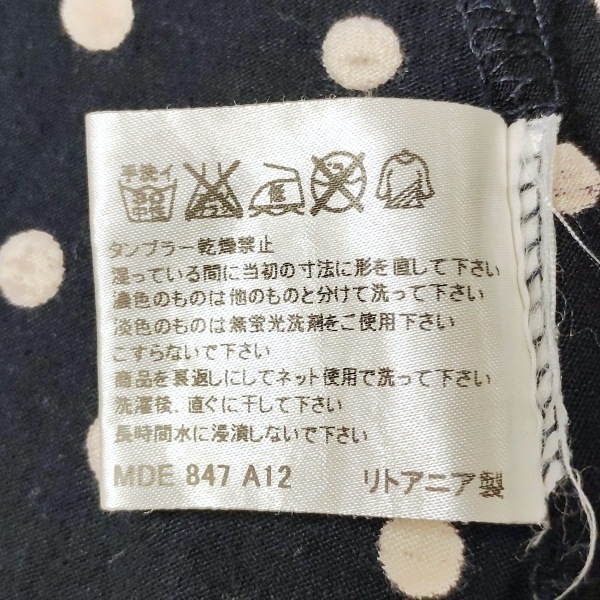 手洗イ
30
中性
タンブラー乾燥禁止
湿っている間に当初の寸法に形を直して下さい
濃色のものは他のものと分けて洗って下さい
淡色のものは無蛍光洗剤をご使用下さい
こすらないで下さい
商品を裏返しにしてネット使用で洗って下さい
洗濯後、直ぐに干して下さい
長時間水に浸漬しないで下さい
MDE 847 A12 リトアニア製